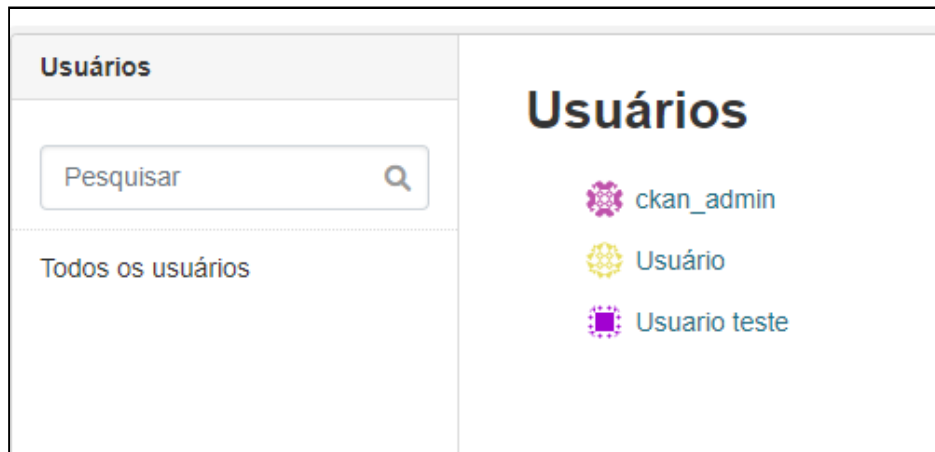 Usuários
Pesquisar
Todos os usuários
Usuários
ckan_admin
Usuário
Usuario teste